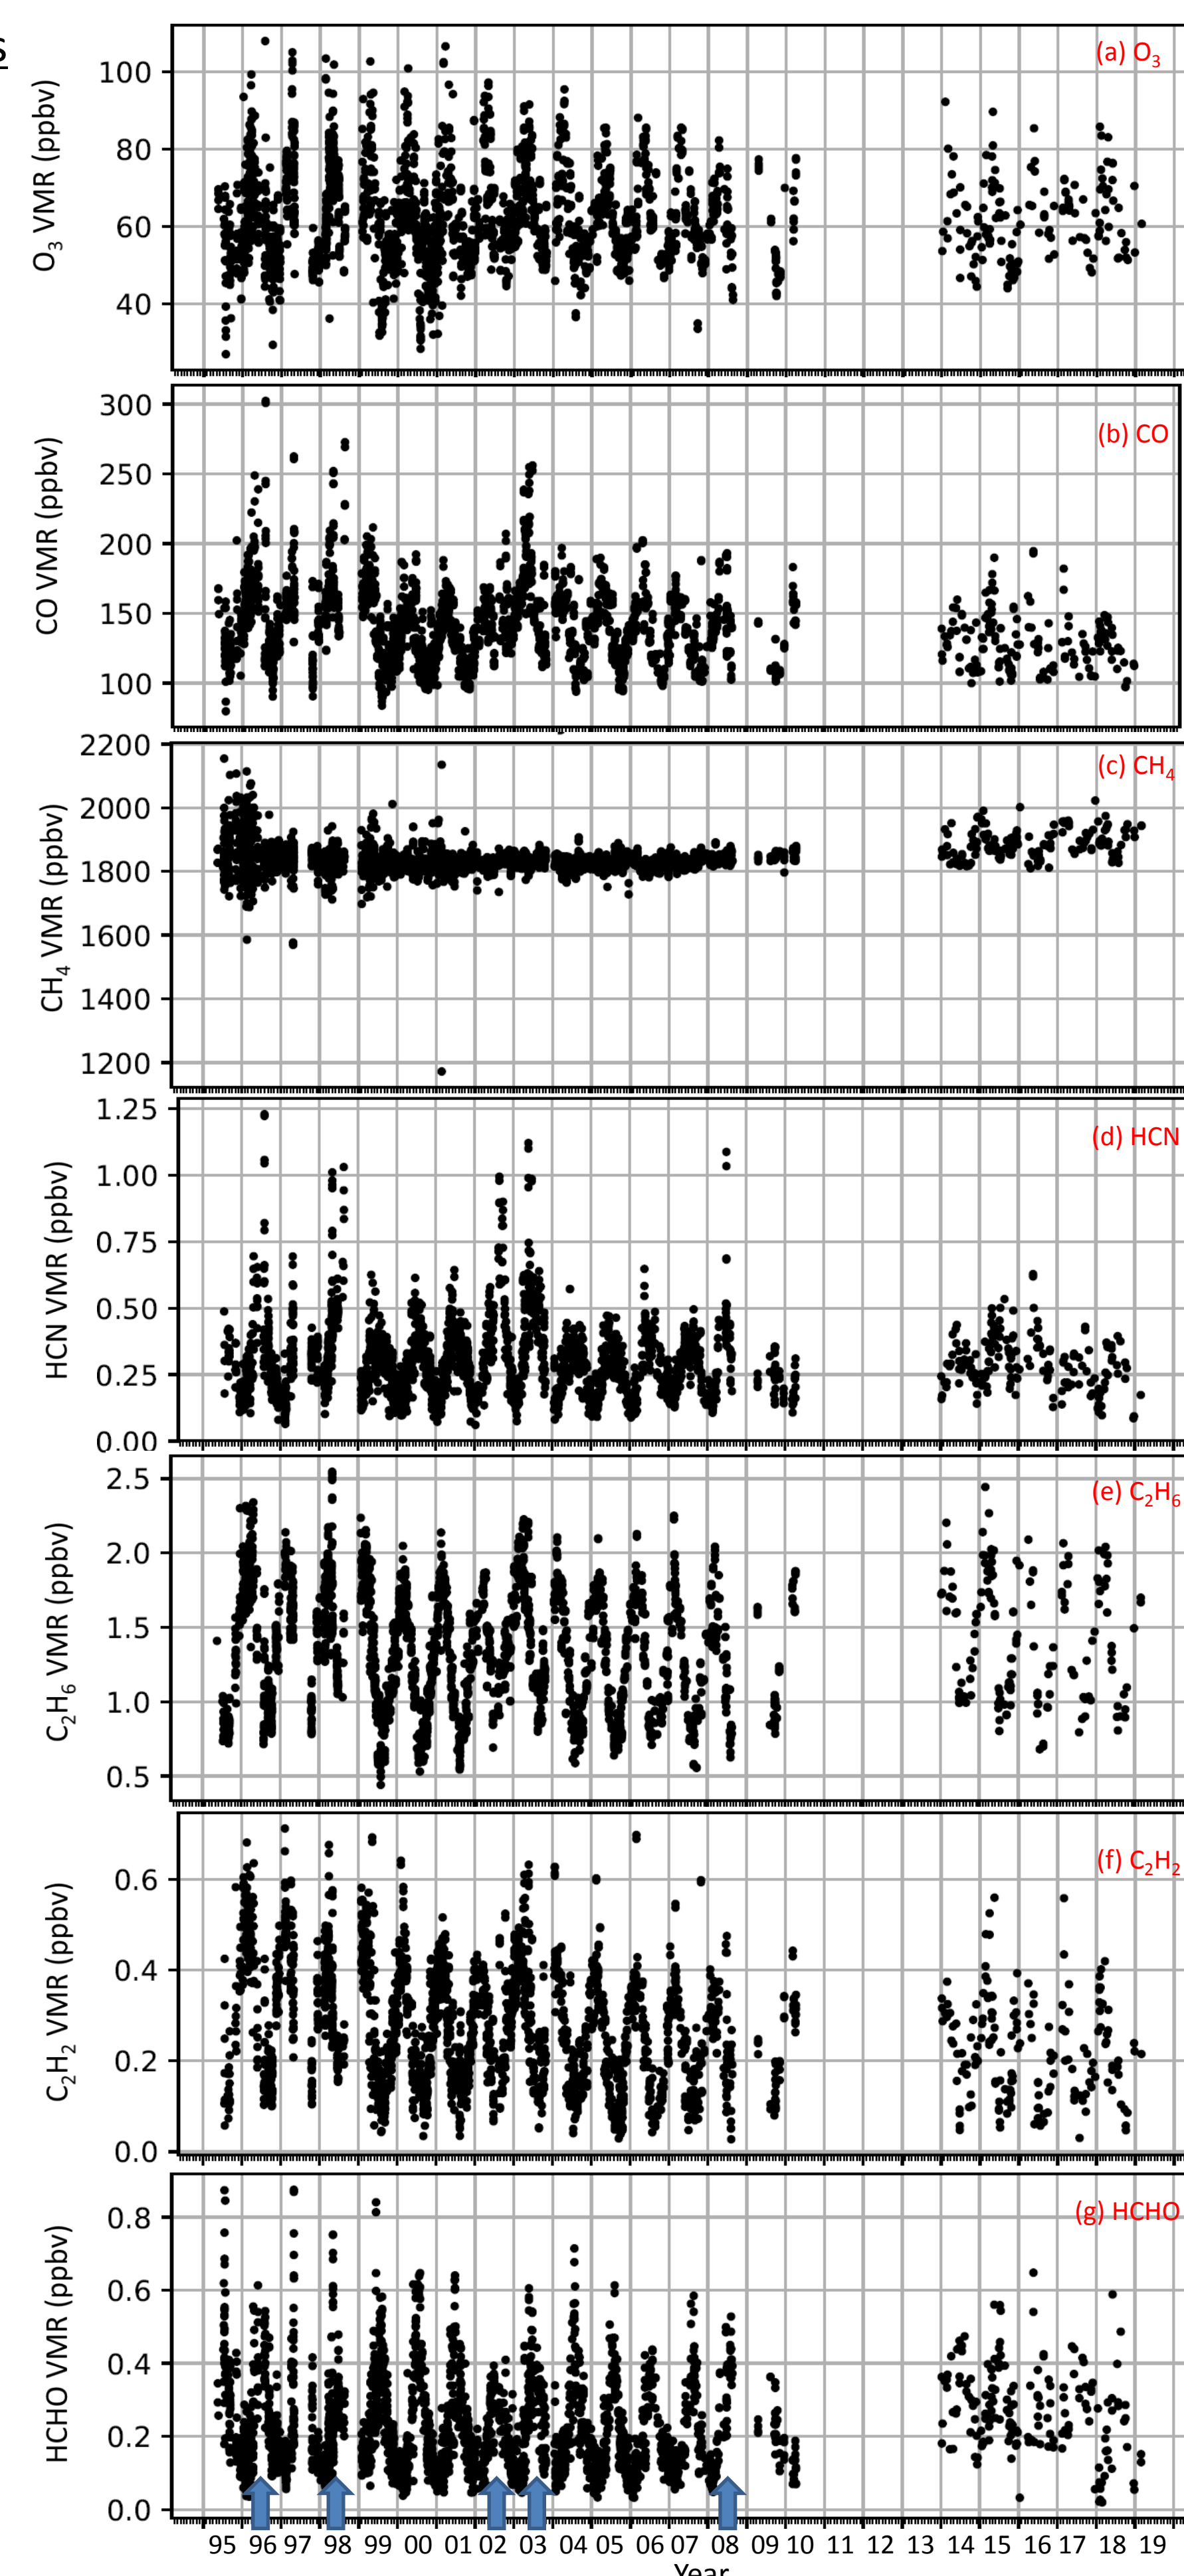 s
(a) O3
100
80
60
40
O3 VMR (ppbv)
(b) CO
300
250
200
150
100
CO VMR (ppbv)
(c) CH4
2200
2000
1800
1600
1400
1200
CH4 VMR (ppbv)
(d) HCN
1.25
1.00
0.75
0.50
0.25
0.00
HCN VMR (ppbv)
(e) C2H6
2.5
2.0
1.5
1.0
0.5
C2H6 VMR (ppbv)
(f) C2H2
0.6
0.4
0.2
0.0
C2H2 VMR (ppbv)
(g) HCHO
0.8
0.6
0.4
0.2
0.0
HCHO VMR (ppbv)
95 96 97 98 99 00 01 02 03 04 05 06 07 08 09 10 11 12 13 14 15 16 17 18 19
Year